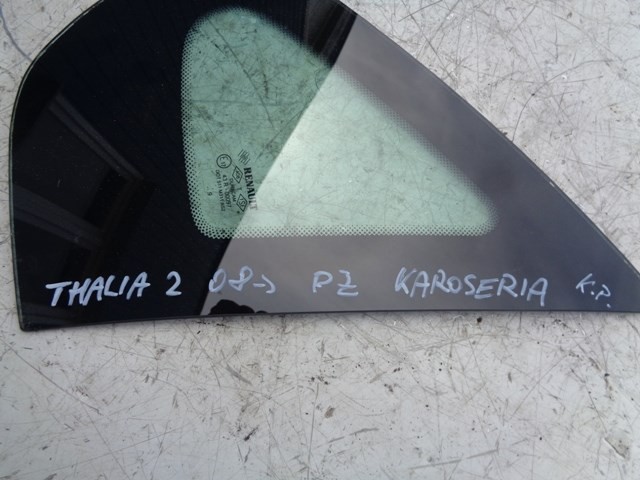 THALIA 2 08-> PZ KAROSERIA K.P.
RENAULT